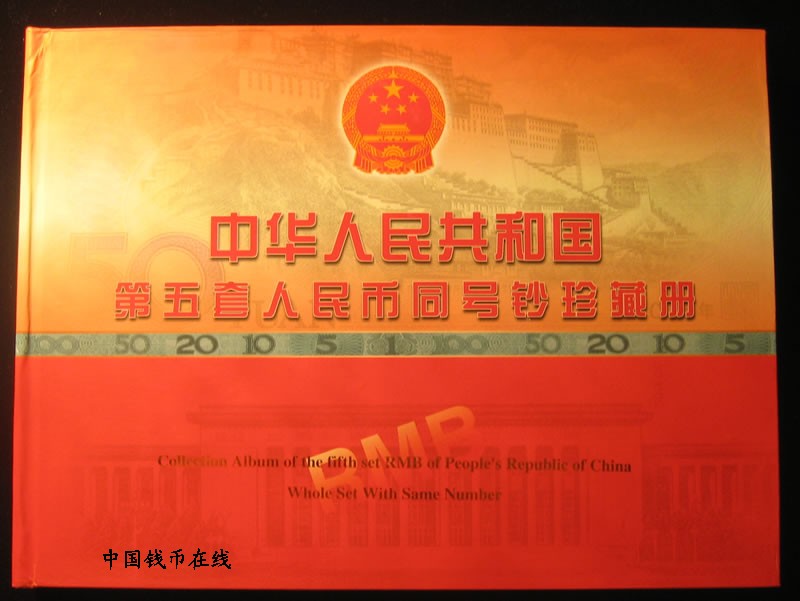 中华人民共和国
第五套人民币同号钞珍藏册
50
YUAN
100 50 20 10 5 1 100 50 20 10 5
RMB
Collection Album of the fifth set RMB of People's Republic of China
Whole Set With Same Number
中国钱币在线